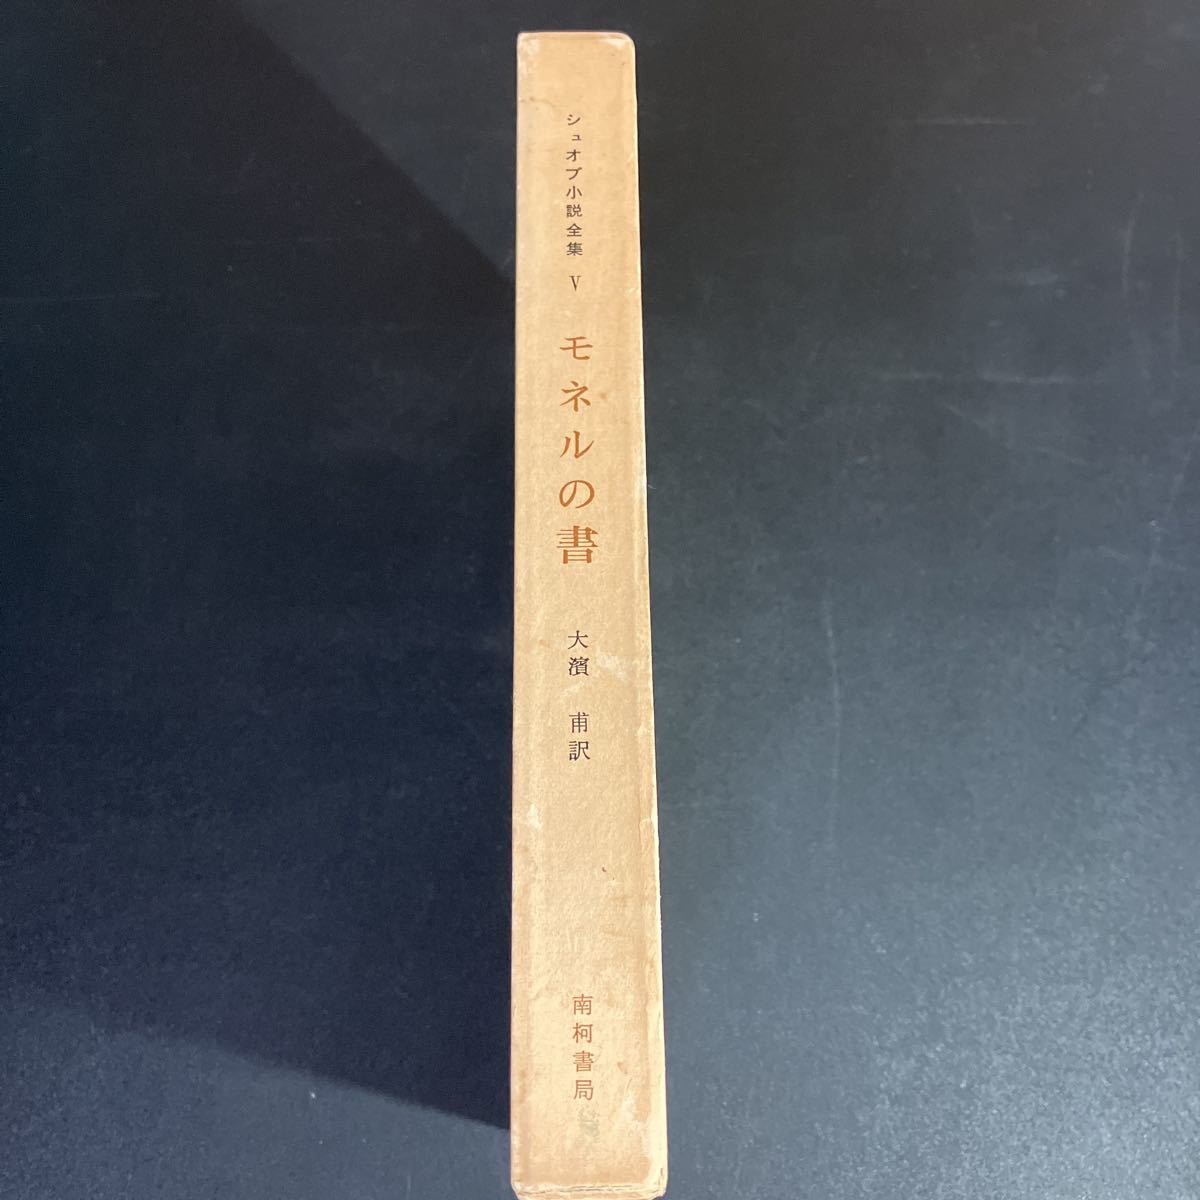 シュオブ小説全集 V
モネルの書
大濱 甫訳
南柯書局